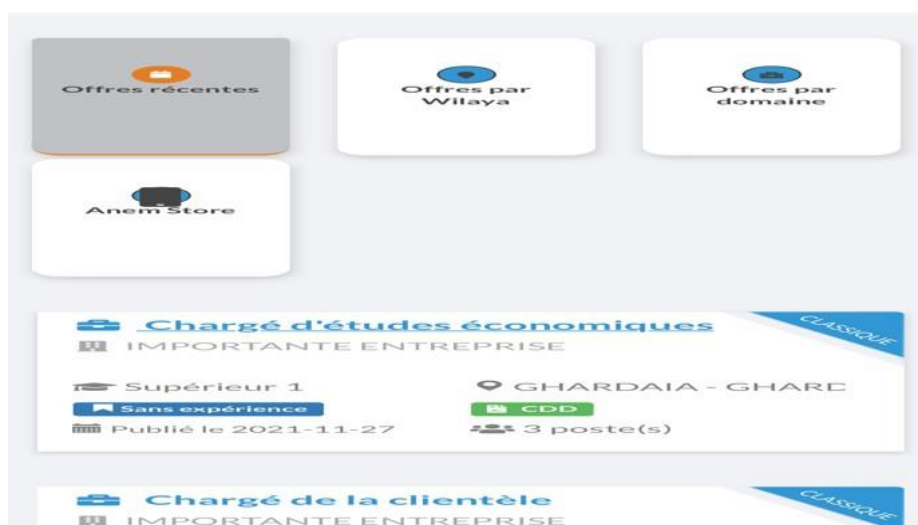 Offres récentes
Offres par
Wilaya
Offres par
domaine
Anem Store
Chargé d'études économiques
CLASSIQUE
IMPORTANTE ENTREPRISE
Supérieur 1
GHARDAIA - GHARD
Sans expérience
CDD
Publié le 2021-11-27
3 poste(s)
Chargé de la clientèle
CLASSIQUE
IMPORTANTE ENTREPRISE